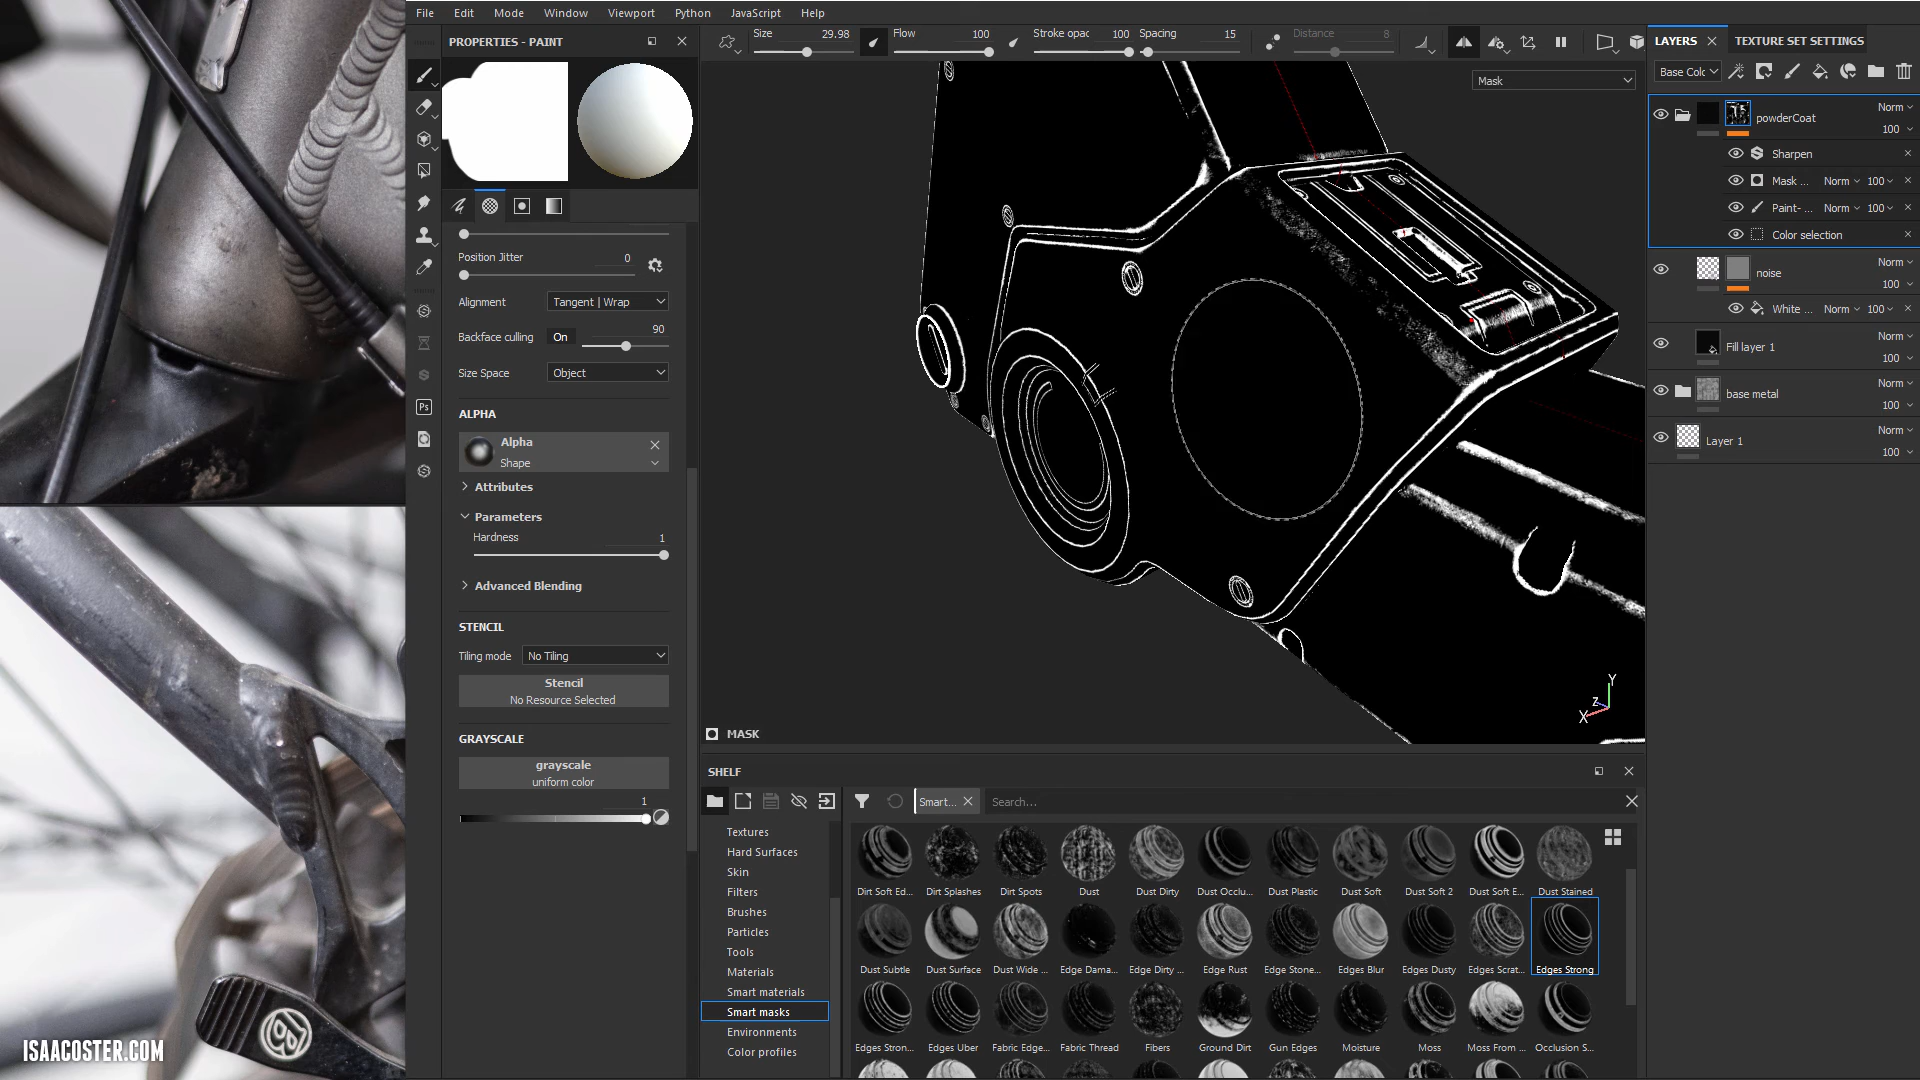 File Edit Mode Window Viewport Python JavaScript Help
PROPERTIES - PAINT
Size 29.98 Flow 100 Stroke opac 100 Spacing 15 Distance 8
LAYERS TEXTURE SET SETTINGS
Base Colc
Mask
powderCoat Norm 100
Sharpen
Mask ... Norm 100
Paint- ... Norm 100
Color selection
noise Norm 100
White ... Norm 100
Fill layer 1 Norm 100
base metal Norm 100
Layer 1 Norm 100
Position Jitter 0
Alignment Tangent | Wrap
Backface culling On 90
Size Space Object
ALPHA
Alpha
Shape
Attributes
Parameters
Hardness 1
Advanced Blending
STENCIL
Tiling mode No Tiling
Stencil
No Resource Selected
GRAYSCALE
grayscale
uniform color
1
Ps
Y
Z
X
MASK
SHELF
Smart... Search...
Textures
Hard Surfaces
Skin
Filters
Brushes
Particles
Tools
Materials
Smart materials
Smart masks
Environments
Color profiles
Dirt Soft Ed... Dirt Splashes Dirt Spots Dust Dust Dirty Dust Occlu... Dust Plastic Dust Soft Dust Soft 2 Dust Soft E... Dust Stained
Dust Subtle Dust Surface Dust Wide ... Edge Dama... Edge Dirty ... Edge Rust Edge Stone... Edges Blur Edges Dusty Edges Scrat... Edges Strong
Edges Stron... Edges Uber Fabric Edge... Fabric Thread Fibers Ground Dirt Gun Edges Moisture Moss Moss From ... Occlusion S...
ISAACOSTER.COM